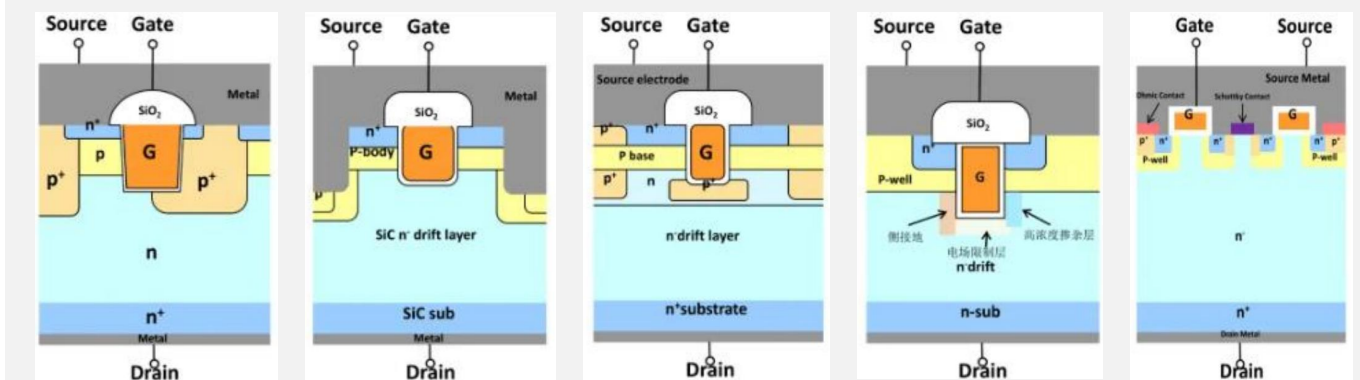 Source Gate
Metal
SiO2
n+
G
p
p+
p+
n
n+
Metal
Drain
Source Gate
Metal
SiO2
n+
G
P-body
p
SiC n- drift layer
SiC sub
Metal
Drain
Source Gate
Source electrode
SiO2
p+ n+
G
P base
p+ n p+
n-drift layer
n+substrate
Drain
Source Gate
SiO2
n+
G
P-well
侧接地
电场限制层
高浓度掺杂层
n-drift
n-sub
Drain
Gate Source
Source Metal
Ohmic Contact Schottky Contact
G G
p+ n+ n+ n+ n+ p+
P-well P-well
n-
n+
Drain Metal
Drain